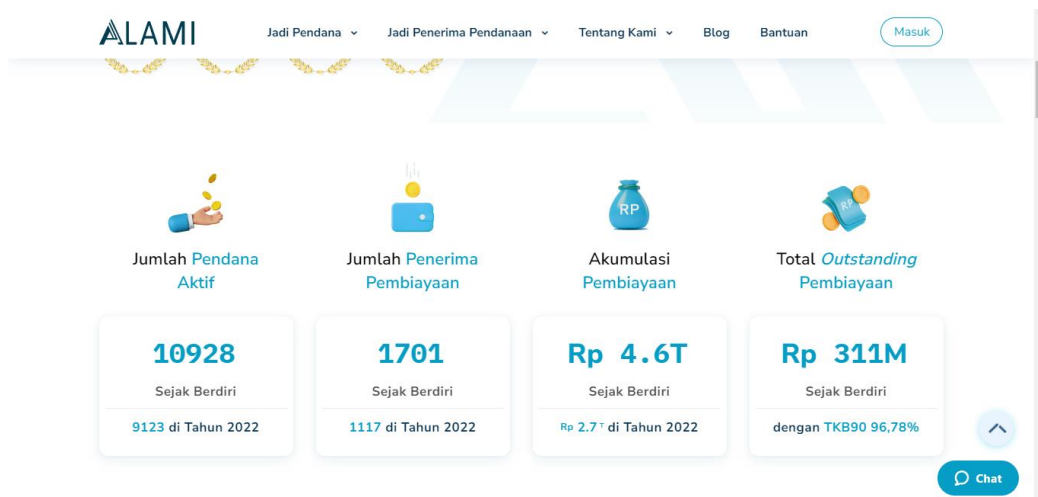 ALAMI
Jadi Pendana
Jadi Penerima Pendanaan
Tentang Kami
Blog
Bantuan
Masuk
RP
RP
Jumlah Pendana
Aktif
Jumlah Penerima
Pembiayaan
Akumulasi
Pembiayaan
Total Outstanding
Pembiayaan
10928
Sejak Berdiri
9123 di Tahun 2022
1701
Sejak Berdiri
1117 di Tahun 2022
Rp 4.6T
Sejak Berdiri
Rp 2.7 T di Tahun 2022
Rp 311M
Sejak Berdiri
dengan TKB90 96,78%
Chat